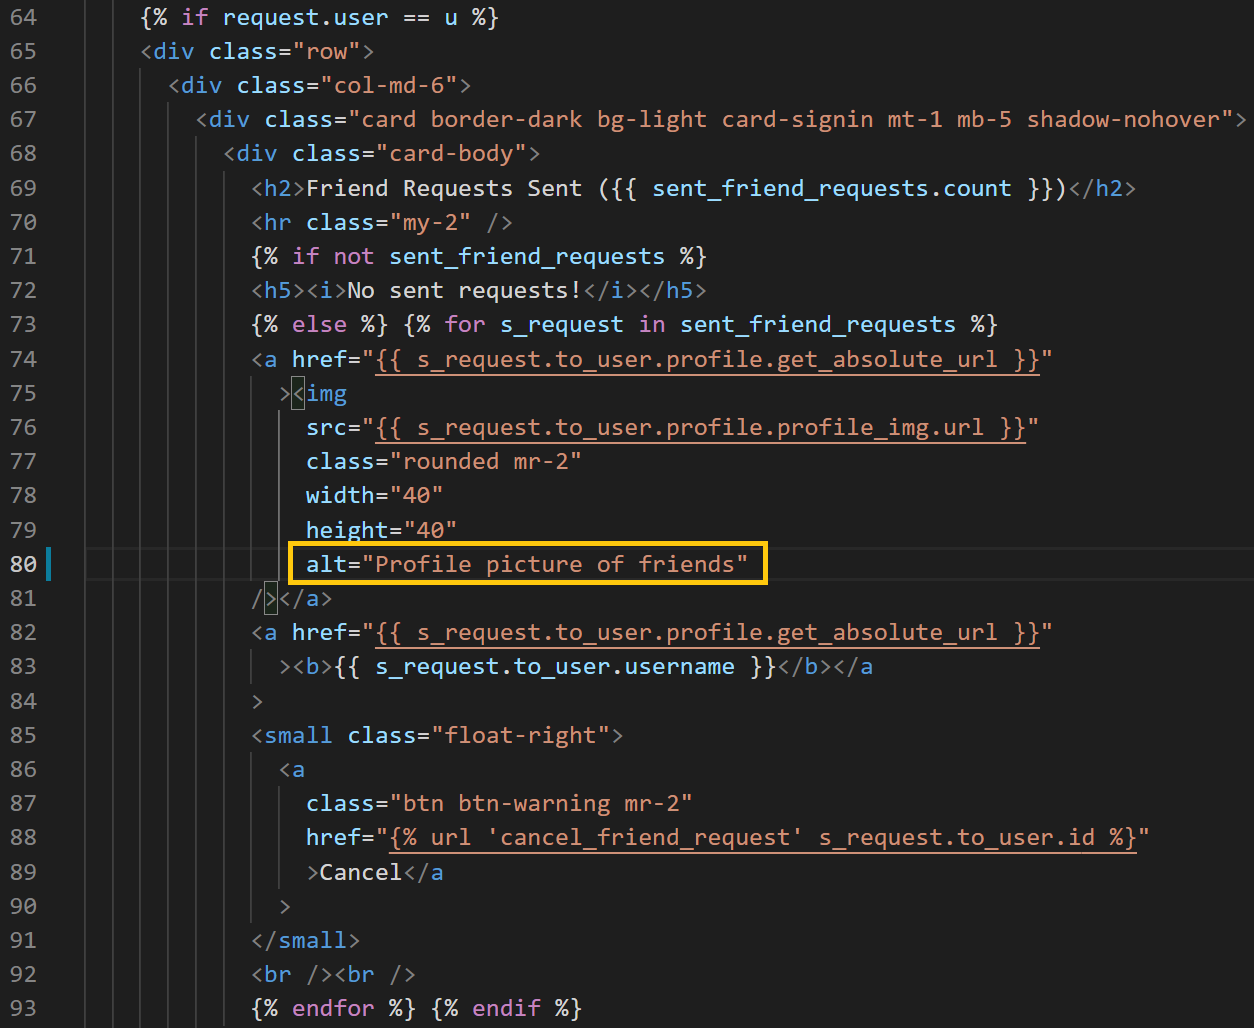 64 {% if request.user == u %}
65 <div class="row">
66 <div class="col-md-6">
67 <div class="card border-dark bg-light card-signin mt-1 mb-5 shadow-nohover">
68 <div class="card-body">
69 <h2>Friend Requests Sent ({{ sent_friend_requests.count }})</h2>
70 <hr class="my-2" />
71 {% if not sent_friend_requests %}
72 <h5><i>No sent requests!</i></h5>
73 {% else %} {% for s_request in sent_friend_requests %}
74 <a href="{{ s_request.to_user.profile.get_absolute_url }}"
75 ><img
76 src="{{ s_request.to_user.profile.profile_img.url }}"
77 class="rounded mr-2"
78 width="40"
79 height="40"
80 alt="Profile picture of friends"
81 /></a>
82 <a href="{{ s_request.to_user.profile.get_absolute_url }}"
83 ><b>{{ s_request.to_user.username }}</b></a
84 >
85 <small class="float-right">
86 <a
87 class="btn btn-warning mr-2"
88 href="{% url 'cancel_friend_request' s_request.to_user.id %}"
89 >Cancel</a
90 >
91 </small>
92 <br /><br />
93 {% endfor %} {% endif %}